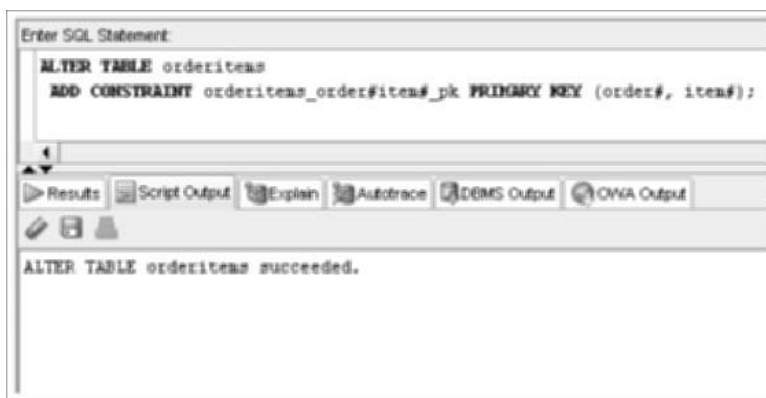 Enter SQL Statement:
ALTER TABLE orderitems
ADD CONSTRAINT orderitems_order#item#_pk PRIMARY KEY (order#, item#);
Results Script Output Explain Autotrace DBMS Output OWA Output
ALTER TABLE orderitems succeeded.